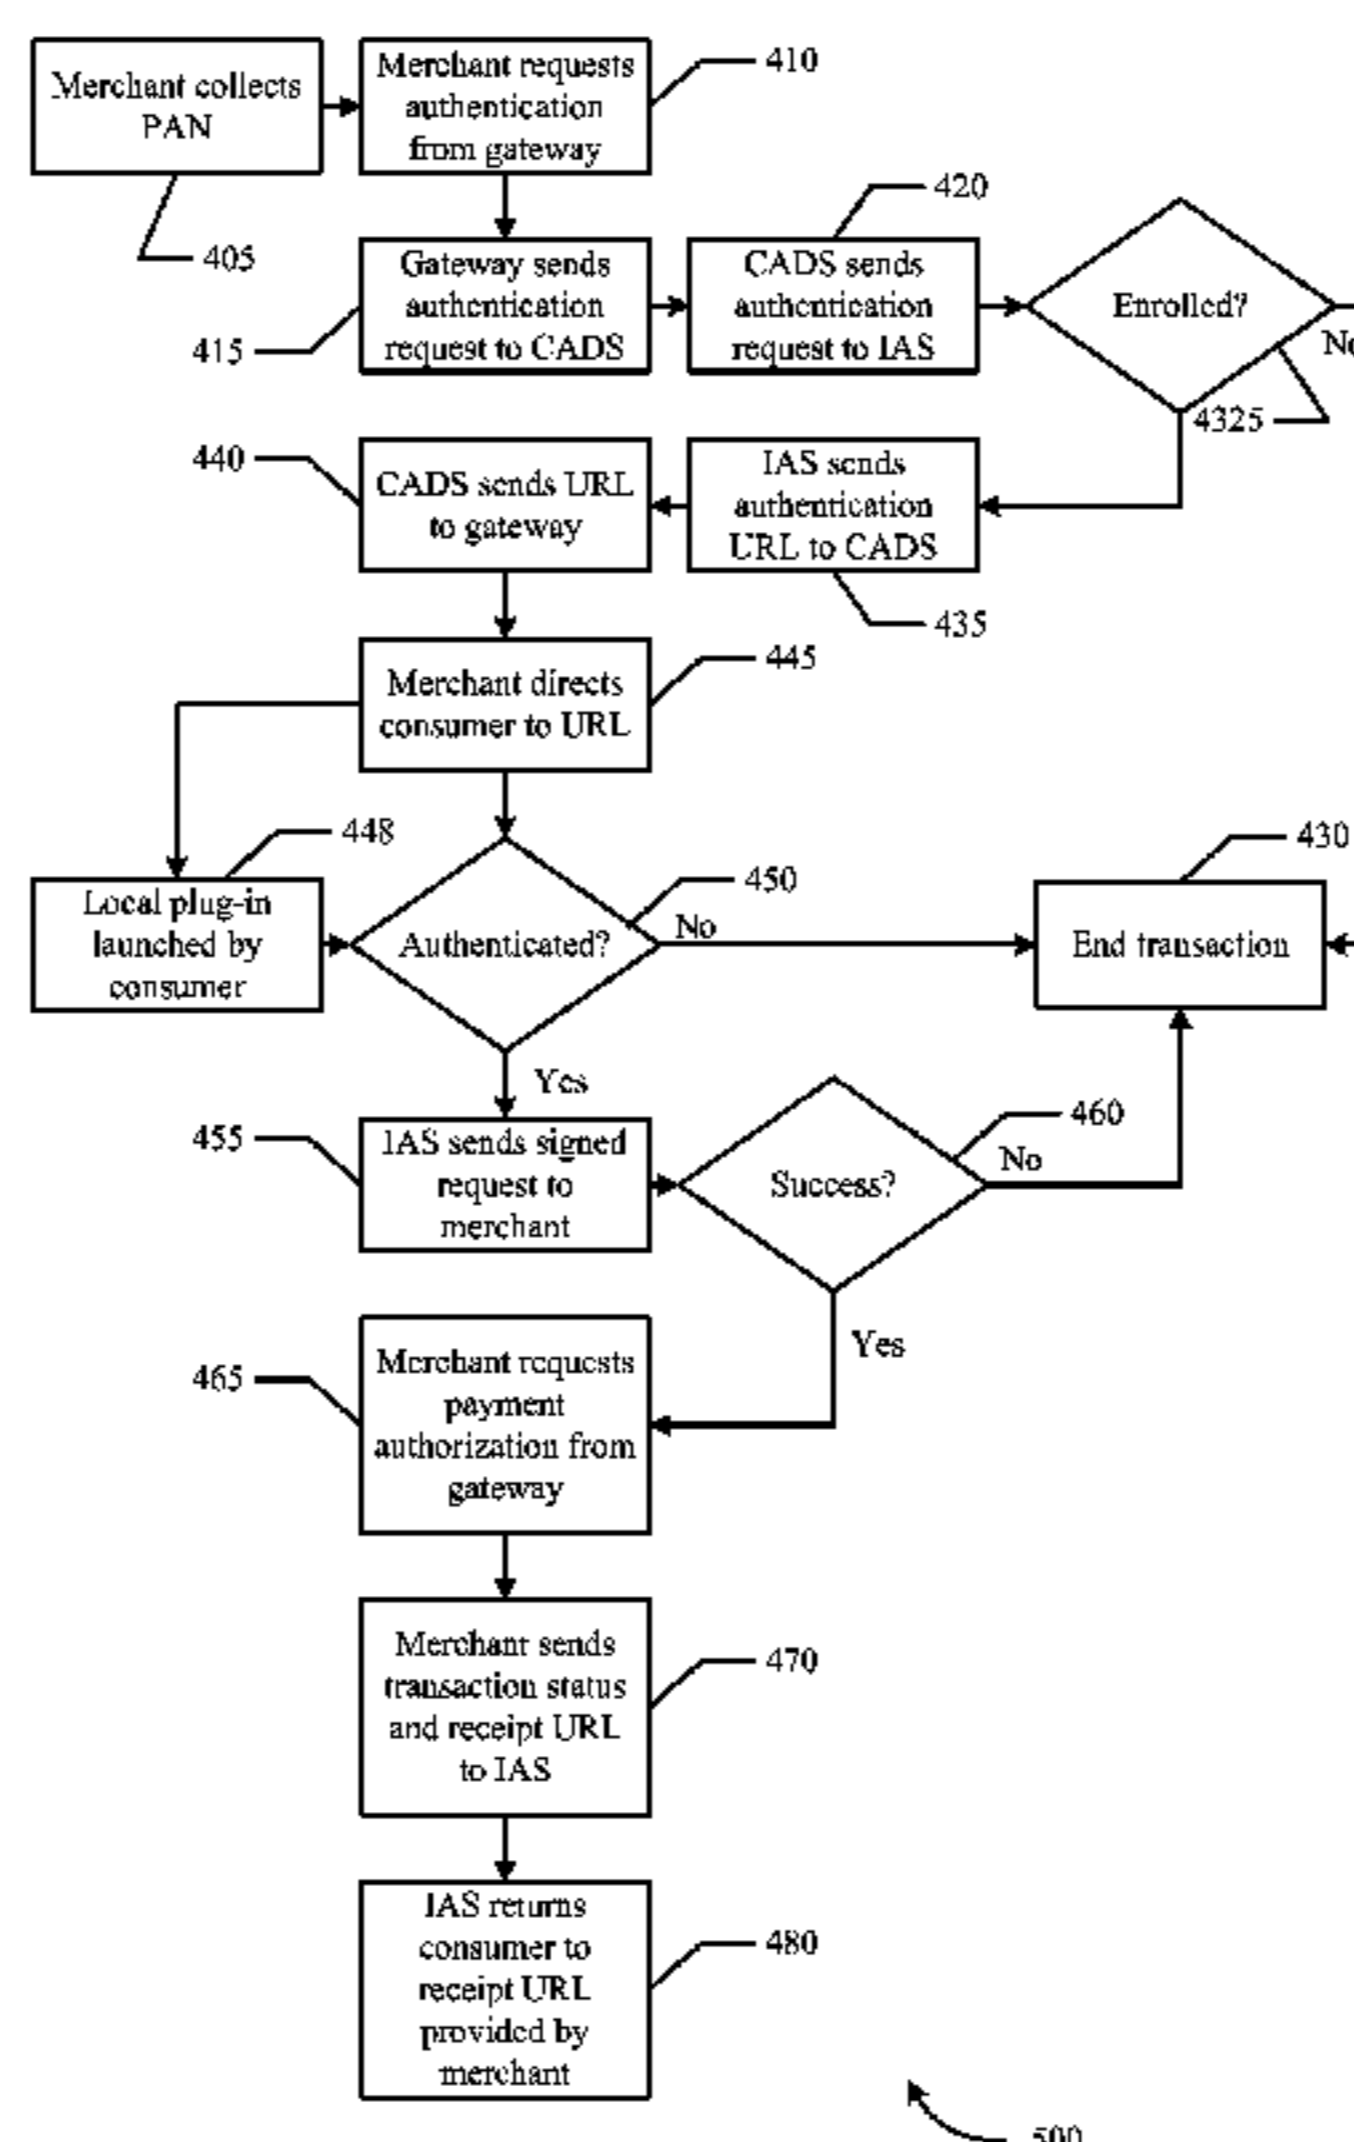 Merchant collects
PAN
405
Merchant requests
authentication
from gateway
410
Gateway sends
authentication
request to CADS
415
CADS sends
authentication
request to IAS
420
Enrolled?
4325
No
IAS sends
authentication
URL to CADS
435
CADS sends URL
to gateway
440
Merchant directs
consumer to URL
445
Local plug-in
launched by
consumer
448
Authenticated?
450
No
Yes
End transaction
430
IAS sends signed
request to
merchant
455
Success?
460
No
Yes
Merchant requests
payment
authorization from
gateway
465
Merchant sends
transaction status
and receipt URL
to IAS
470
IAS returns
consumer to
receipt URL
provided by
merchant
480
500